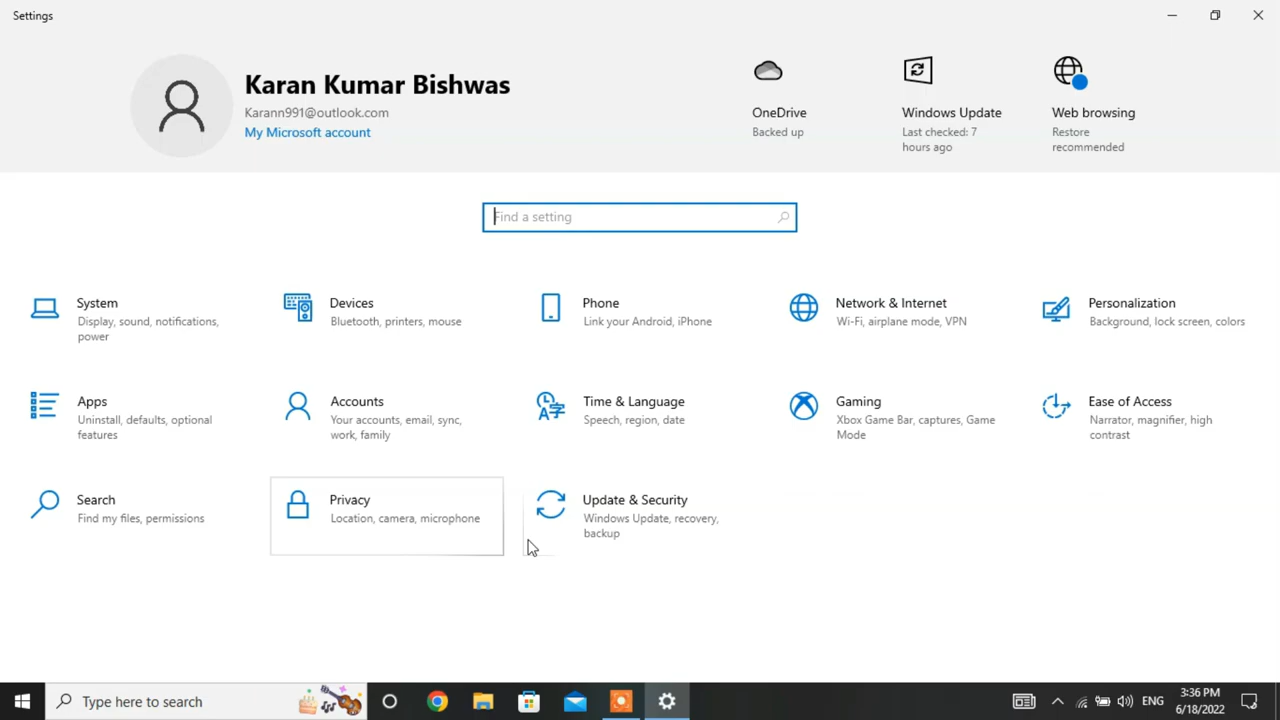 Settings
Karan Kumar Bishwas
Karann991@outlook.com
My Microsoft account
OneDrive
Backed up
Windows Update
Last checked: 7
hours ago
Web browsing
Restore
recommended
Find a setting
System
Display, sound, notifications,
power
Devices
Bluetooth, printers, mouse
Phone
Link your Android, iPhone
Network & Internet
Wi-Fi, airplane mode, VPN
Personalization
Background, lock screen, colors
Apps
Uninstall, defaults, optional
features
Accounts
Your accounts, email, sync,
work, family
Time & Language
Speech, region, date
Gaming
Xbox Game Bar, captures, Game
Mode
Ease of Access
Narrator, magnifier, high
contrast
Search
Find my files, permissions
Privacy
Location, camera, microphone
Update & Security
Windows Update, recovery,
backup
Type here to search
ENG
3:36 PM
6/18/2022